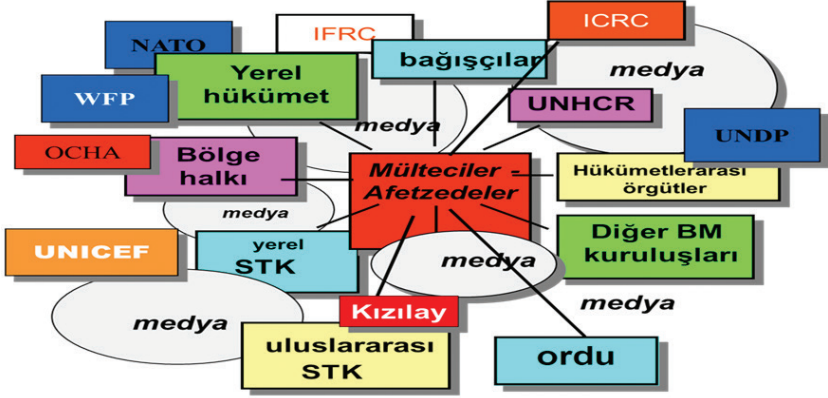 NATO
IFRC
ICRC
Yerel
hükümet
bağışçılar
medya
WFP
UNHCR
medya
UNDP
OCHA
Bölge
halkı
Mülteciler -
Afetzedeler
Hükümetlerarası
örgütler
medya
UNICEF
yerel
STK
medya
Diğer BM
kuruluşları
medya
medya
Kızılay
uluslararası
STK
ordu